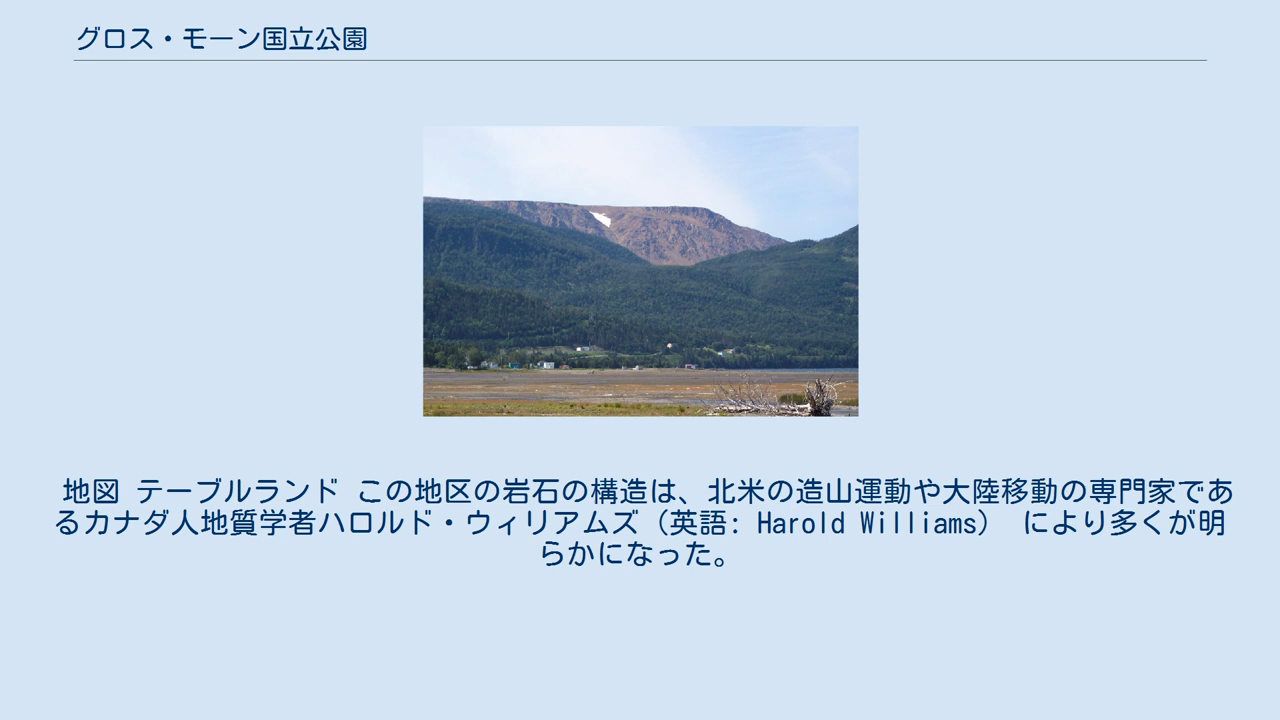 グロス・モーン国立公園
地図 テーブルランド この地区の岩石の構造は、北米の造山運動や大陸移動の専門家であ
るカナダ人地質学者ハロルド・ウィリアムズ（英語: Harold Williams） により多くが明
らかになった。